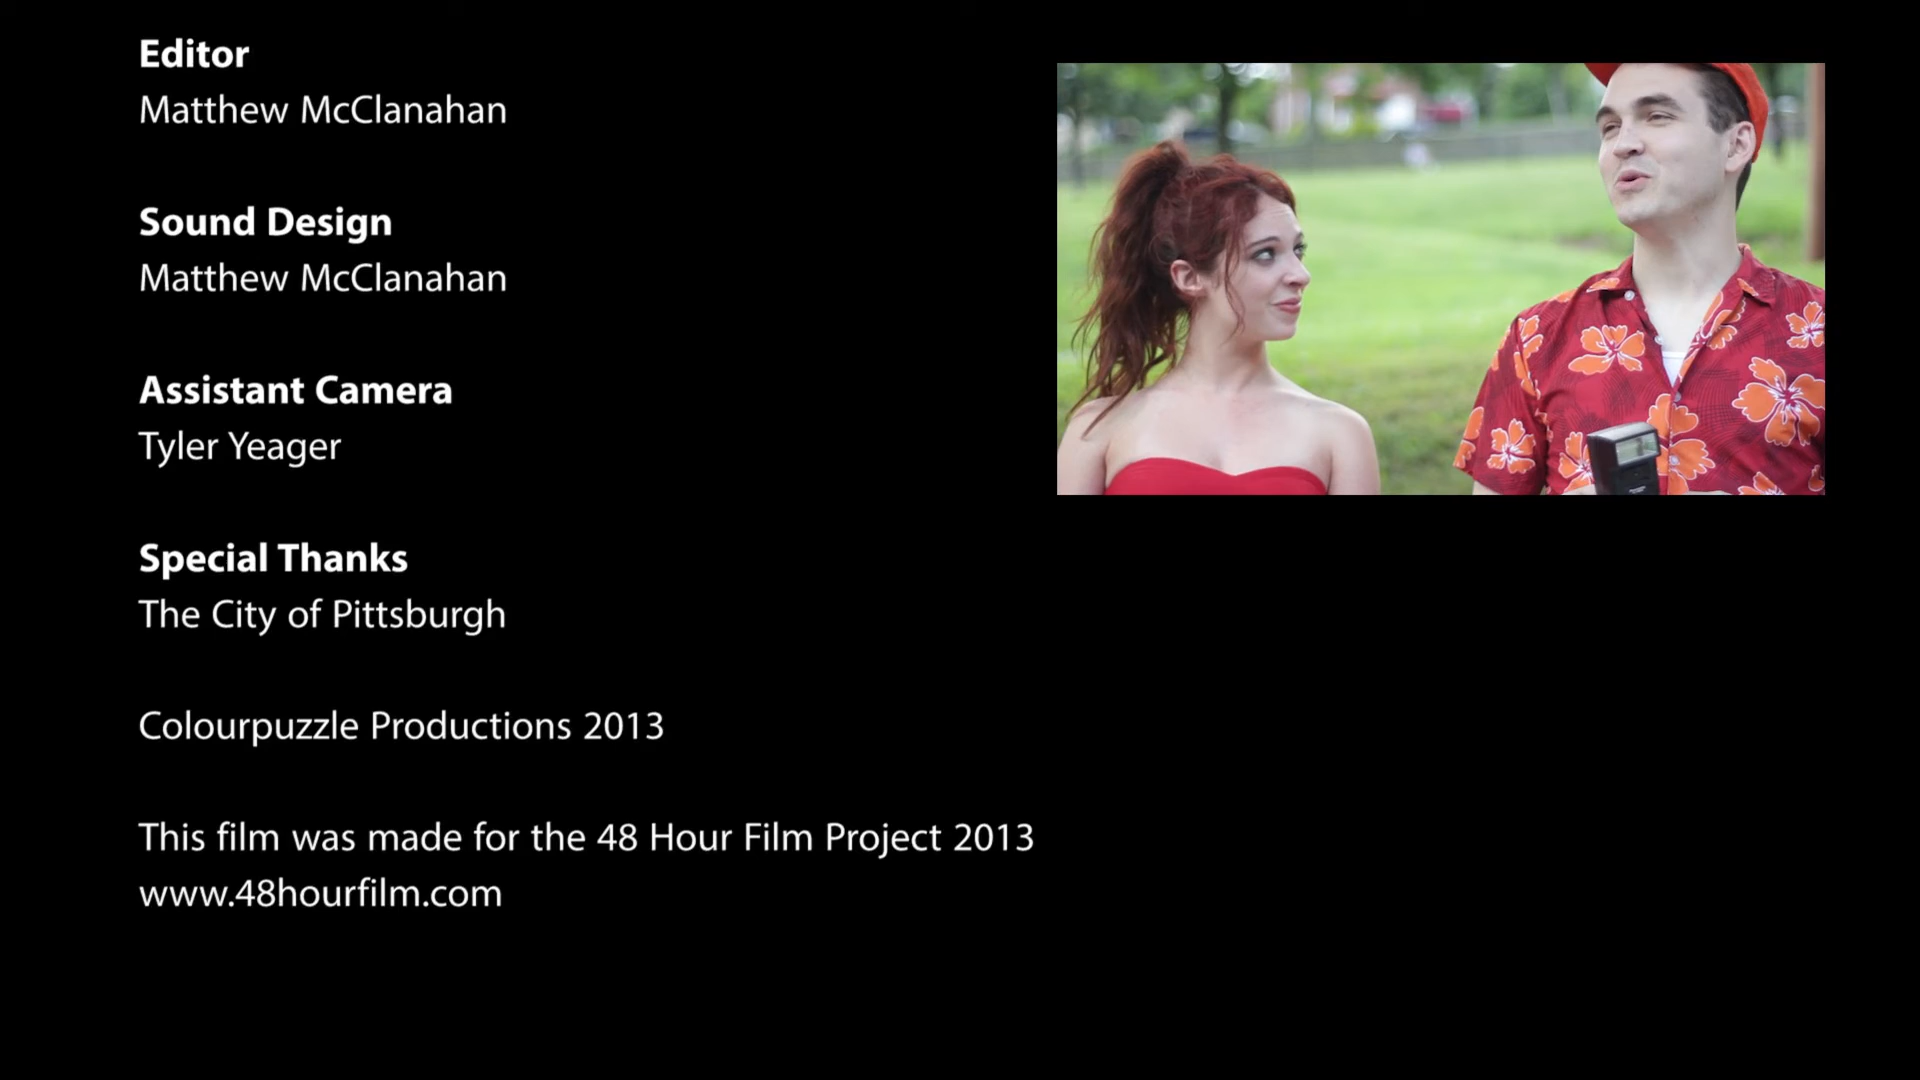 Editor
Matthew McClanahan
Sound Design
Matthew McClanahan
Assistant Camera
Tyler Yeager
Special Thanks
The City of Pittsburgh
Colourpuzzle Productions 2013
This film was made for the 48 Hour Film Project 2013
www.48hourfilm.com